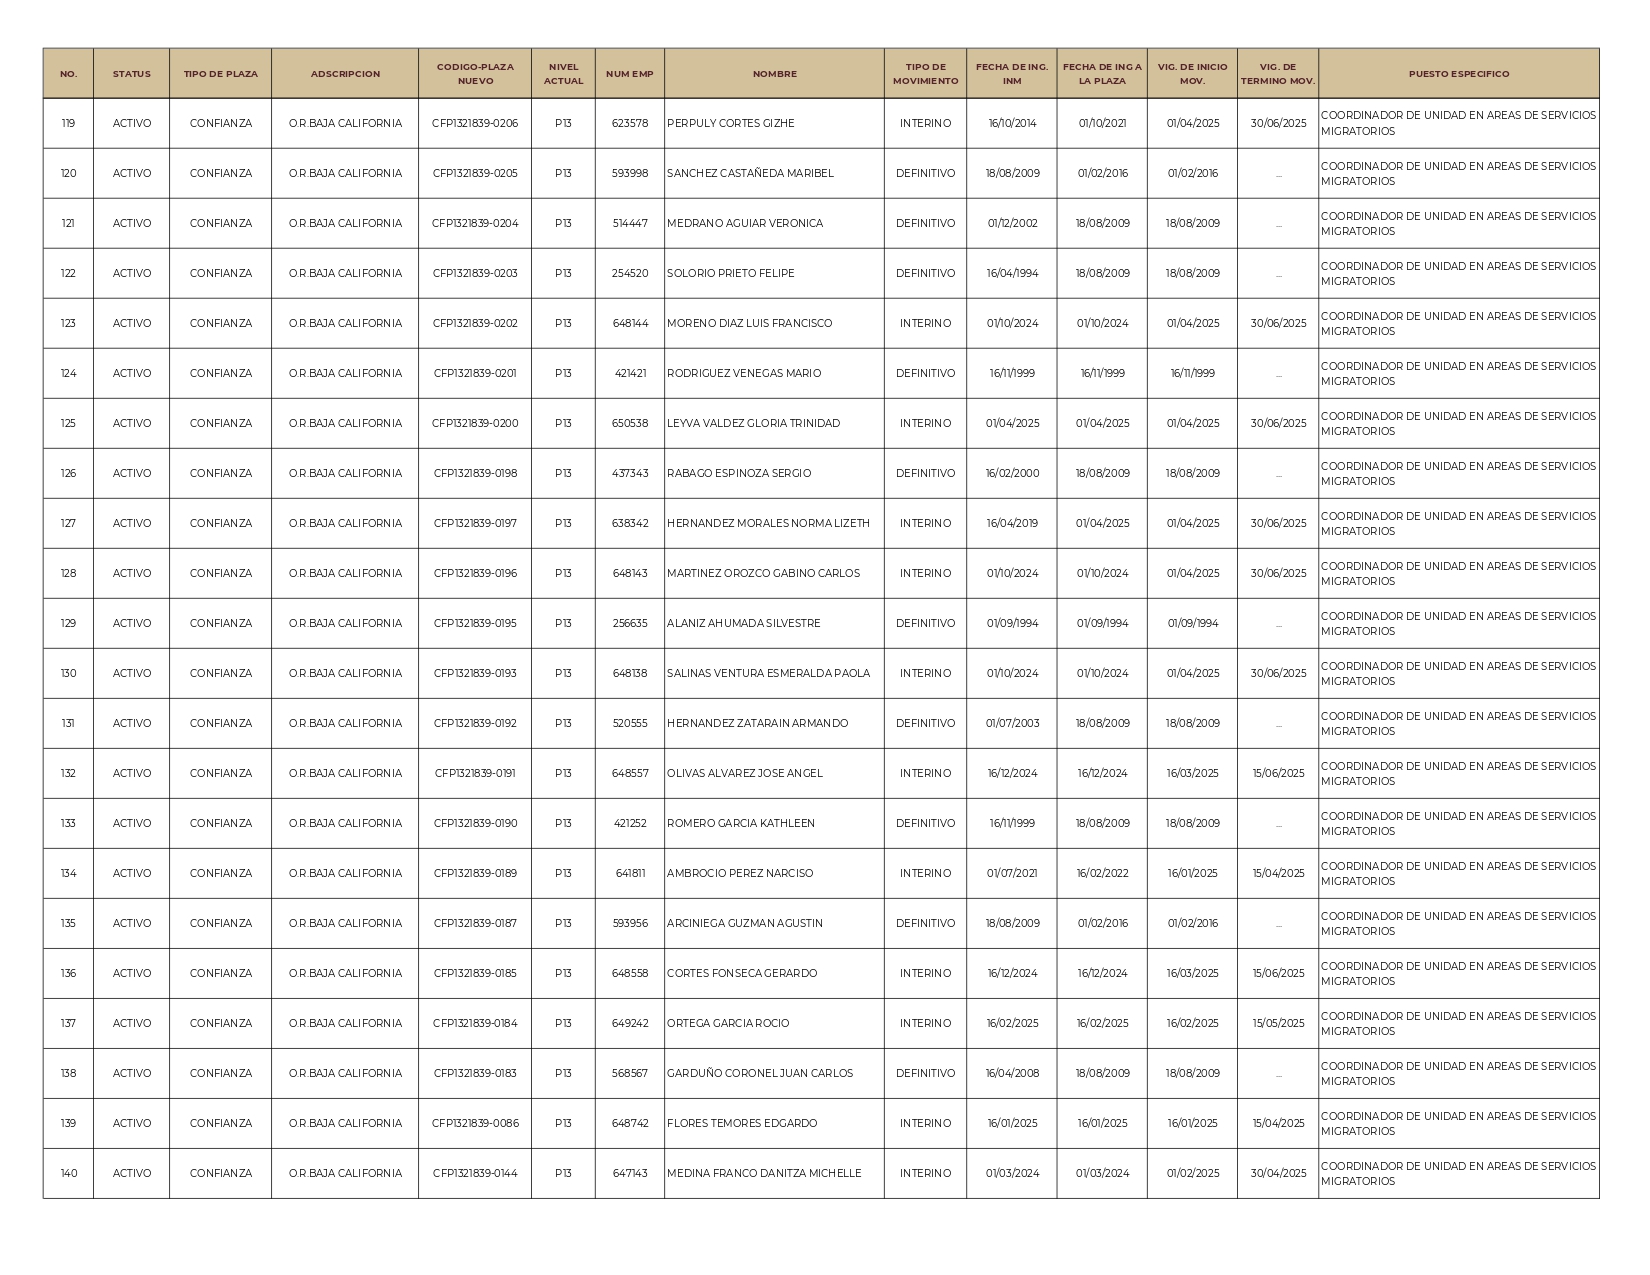 NO. STATUS TIPO DE PLAZA ADSCRIPCION CODIGO-PLAZA NUEVO NIVEL ACTUAL NUM EMP NOMBRE TIPO DE MOVIMIENTO FECHA DE ING. INM FECHA DE ING A LA PLAZA VIG. DE INICIO MOV. VIG. DE TERMINO MOV. PUESTO ESPECIFICO
119 ACTIVO CONFIANZA O.R.BAJA CALIFORNIA CFP1321839-0206 P13 623578 PERPULY CORTES GIZHE INTERINO 16/10/2014 01/10/2021 01/04/2025 30/06/2025 COORDINADOR DE UNIDAD EN AREAS DE SERVICIOS MIGRATORIOS
120 ACTIVO CONFIANZA O.R.BAJA CALIFORNIA CFP1321839-0205 P13 593998 SANCHEZ CASTAÑEDA MARIBEL DEFINITIVO 18/08/2009 01/02/2016 01/02/2016 ... COORDINADOR DE UNIDAD EN AREAS DE SERVICIOS MIGRATORIOS
121 ACTIVO CONFIANZA O.R.BAJA CALIFORNIA CFP1321839-0204 P13 514447 MEDRANO AGUIAR VERONICA DEFINITIVO 01/12/2002 18/08/2009 18/08/2009 ... COORDINADOR DE UNIDAD EN AREAS DE SERVICIOS MIGRATORIOS
122 ACTIVO CONFIANZA O.R.BAJA CALIFORNIA CFP1321839-0203 P13 254520 SOLORIO PRIETO FELIPE DEFINITIVO 16/04/1994 18/08/2009 18/08/2009 ... COORDINADOR DE UNIDAD EN AREAS DE SERVICIOS MIGRATORIOS
123 ACTIVO CONFIANZA O.R.BAJA CALIFORNIA CFP1321839-0202 P13 648144 MORENO DIAZ LUIS FRANCISCO INTERINO 01/10/2024 01/10/2024 01/04/2025 30/06/2025 COORDINADOR DE UNIDAD EN AREAS DE SERVICIOS MIGRATORIOS
124 ACTIVO CONFIANZA O.R.BAJA CALIFORNIA CFP1321839-0201 P13 421421 RODRIGUEZ VENEGAS MARIO DEFINITIVO 16/11/1999 16/11/1999 16/11/1999 ... COORDINADOR DE UNIDAD EN AREAS DE SERVICIOS MIGRATORIOS
125 ACTIVO CONFIANZA O.R.BAJA CALIFORNIA CFP1321839-0200 P13 650538 LEYVA VALDEZ GLORIA TRINIDAD INTERINO 01/04/2025 01/04/2025 01/04/2025 30/06/2025 COORDINADOR DE UNIDAD EN AREAS DE SERVICIOS MIGRATORIOS
126 ACTIVO CONFIANZA O.R.BAJA CALIFORNIA CFP1321839-0198 P13 437343 RABAGO ESPINOZA SERGIO DEFINITIVO 16/02/2000 18/08/2009 18/08/2009 ... COORDINADOR DE UNIDAD EN AREAS DE SERVICIOS MIGRATORIOS
127 ACTIVO CONFIANZA O.R.BAJA CALIFORNIA CFP1321839-0197 P13 638342 HERNANDEZ MORALES NORMA LIZETH INTERINO 16/04/2019 01/04/2025 01/04/2025 30/06/2025 COORDINADOR DE UNIDAD EN AREAS DE SERVICIOS MIGRATORIOS
128 ACTIVO CONFIANZA O.R.BAJA CALIFORNIA CFP1321839-0196 P13 648143 MARTINEZ OROZCO GABINO CARLOS INTERINO 01/10/2024 01/10/2024 01/04/2025 30/06/2025 COORDINADOR DE UNIDAD EN AREAS DE SERVICIOS MIGRATORIOS
129 ACTIVO CONFIANZA O.R.BAJA CALIFORNIA CFP1321839-0195 P13 256635 ALANIZ AHUMADA SILVESTRE DEFINITIVO 01/09/1994 01/09/1994 01/09/1994 ... COORDINADOR DE UNIDAD EN AREAS DE SERVICIOS MIGRATORIOS
130 ACTIVO CONFIANZA O.R.BAJA CALIFORNIA CFP1321839-0193 P13 648138 SALINAS VENTURA ESMERALDA PAOLA INTERINO 01/10/2024 01/10/2024 01/04/2025 30/06/2025 COORDINADOR DE UNIDAD EN AREAS DE SERVICIOS MIGRATORIOS
131 ACTIVO CONFIANZA O.R.BAJA CALIFORNIA CFP1321839-0192 P13 520555 HERNANDEZ ZATARAIN ARMANDO DEFINITIVO 01/07/2003 18/08/2009 18/08/2009 ... COORDINADOR DE UNIDAD EN AREAS DE SERVICIOS MIGRATORIOS
132 ACTIVO CONFIANZA O.R.BAJA CALIFORNIA CFP1321839-0191 P13 648557 OLIVAS ALVAREZ JOSE ANGEL INTERINO 16/12/2024 16/12/2024 16/03/2025 15/06/2025 COORDINADOR DE UNIDAD EN AREAS DE SERVICIOS MIGRATORIOS
133 ACTIVO CONFIANZA O.R.BAJA CALIFORNIA CFP1321839-0190 P13 421252 ROMERO GARCIA KATHLEEN DEFINITIVO 16/11/1999 18/08/2009 18/08/2009 ... COORDINADOR DE UNIDAD EN AREAS DE SERVICIOS MIGRATORIOS
134 ACTIVO CONFIANZA O.R.BAJA CALIFORNIA CFP1321839-0189 P13 641811 AMBROCIO PEREZ NARCISO INTERINO 01/07/2021 16/02/2022 16/01/2025 15/04/2025 COORDINADOR DE UNIDAD EN AREAS DE SERVICIOS MIGRATORIOS
135 ACTIVO CONFIANZA O.R.BAJA CALIFORNIA CFP1321839-0187 P13 593956 ARCINIEGA GUZMAN AGUSTIN DEFINITIVO 18/08/2009 01/02/2016 01/02/2016 ... COORDINADOR DE UNIDAD EN AREAS DE SERVICIOS MIGRATORIOS
136 ACTIVO CONFIANZA O.R.BAJA CALIFORNIA CFP1321839-0185 P13 648558 CORTES FONSECA GERARDO INTERINO 16/12/2024 16/12/2024 16/03/2025 15/06/2025 COORDINADOR DE UNIDAD EN AREAS DE SERVICIOS MIGRATORIOS
137 ACTIVO CONFIANZA O.R.BAJA CALIFORNIA CFP1321839-0184 P13 649242 ORTEGA GARCIA ROCIO INTERINO 16/02/2025 16/02/2025 16/02/2025 15/05/2025 COORDINADOR DE UNIDAD EN AREAS DE SERVICIOS MIGRATORIOS
138 ACTIVO CONFIANZA O.R.BAJA CALIFORNIA CFP1321839-0183 P13 568567 GARDUÑO CORONEL JUAN CARLOS DEFINITIVO 16/04/2008 18/08/2009 18/08/2009 ... COORDINADOR DE UNIDAD EN AREAS DE SERVICIOS MIGRATORIOS
139 ACTIVO CONFIANZA O.R.BAJA CALIFORNIA CFP1321839-0086 P13 648742 FLORES TEMORES EDGARDO INTERINO 16/01/2025 16/01/2025 16/01/2025 15/04/2025 COORDINADOR DE UNIDAD EN AREAS DE SERVICIOS MIGRATORIOS
140 ACTIVO CONFIANZA O.R.BAJA CALIFORNIA CFP1321839-0144 P13 647143 MEDINA FRANCO DANITZA MICHELLE INTERINO 01/03/2024 01/03/2024 01/02/2025 30/04/2025 COORDINADOR DE UNIDAD EN AREAS DE SERVICIOS MIGRATORIOS